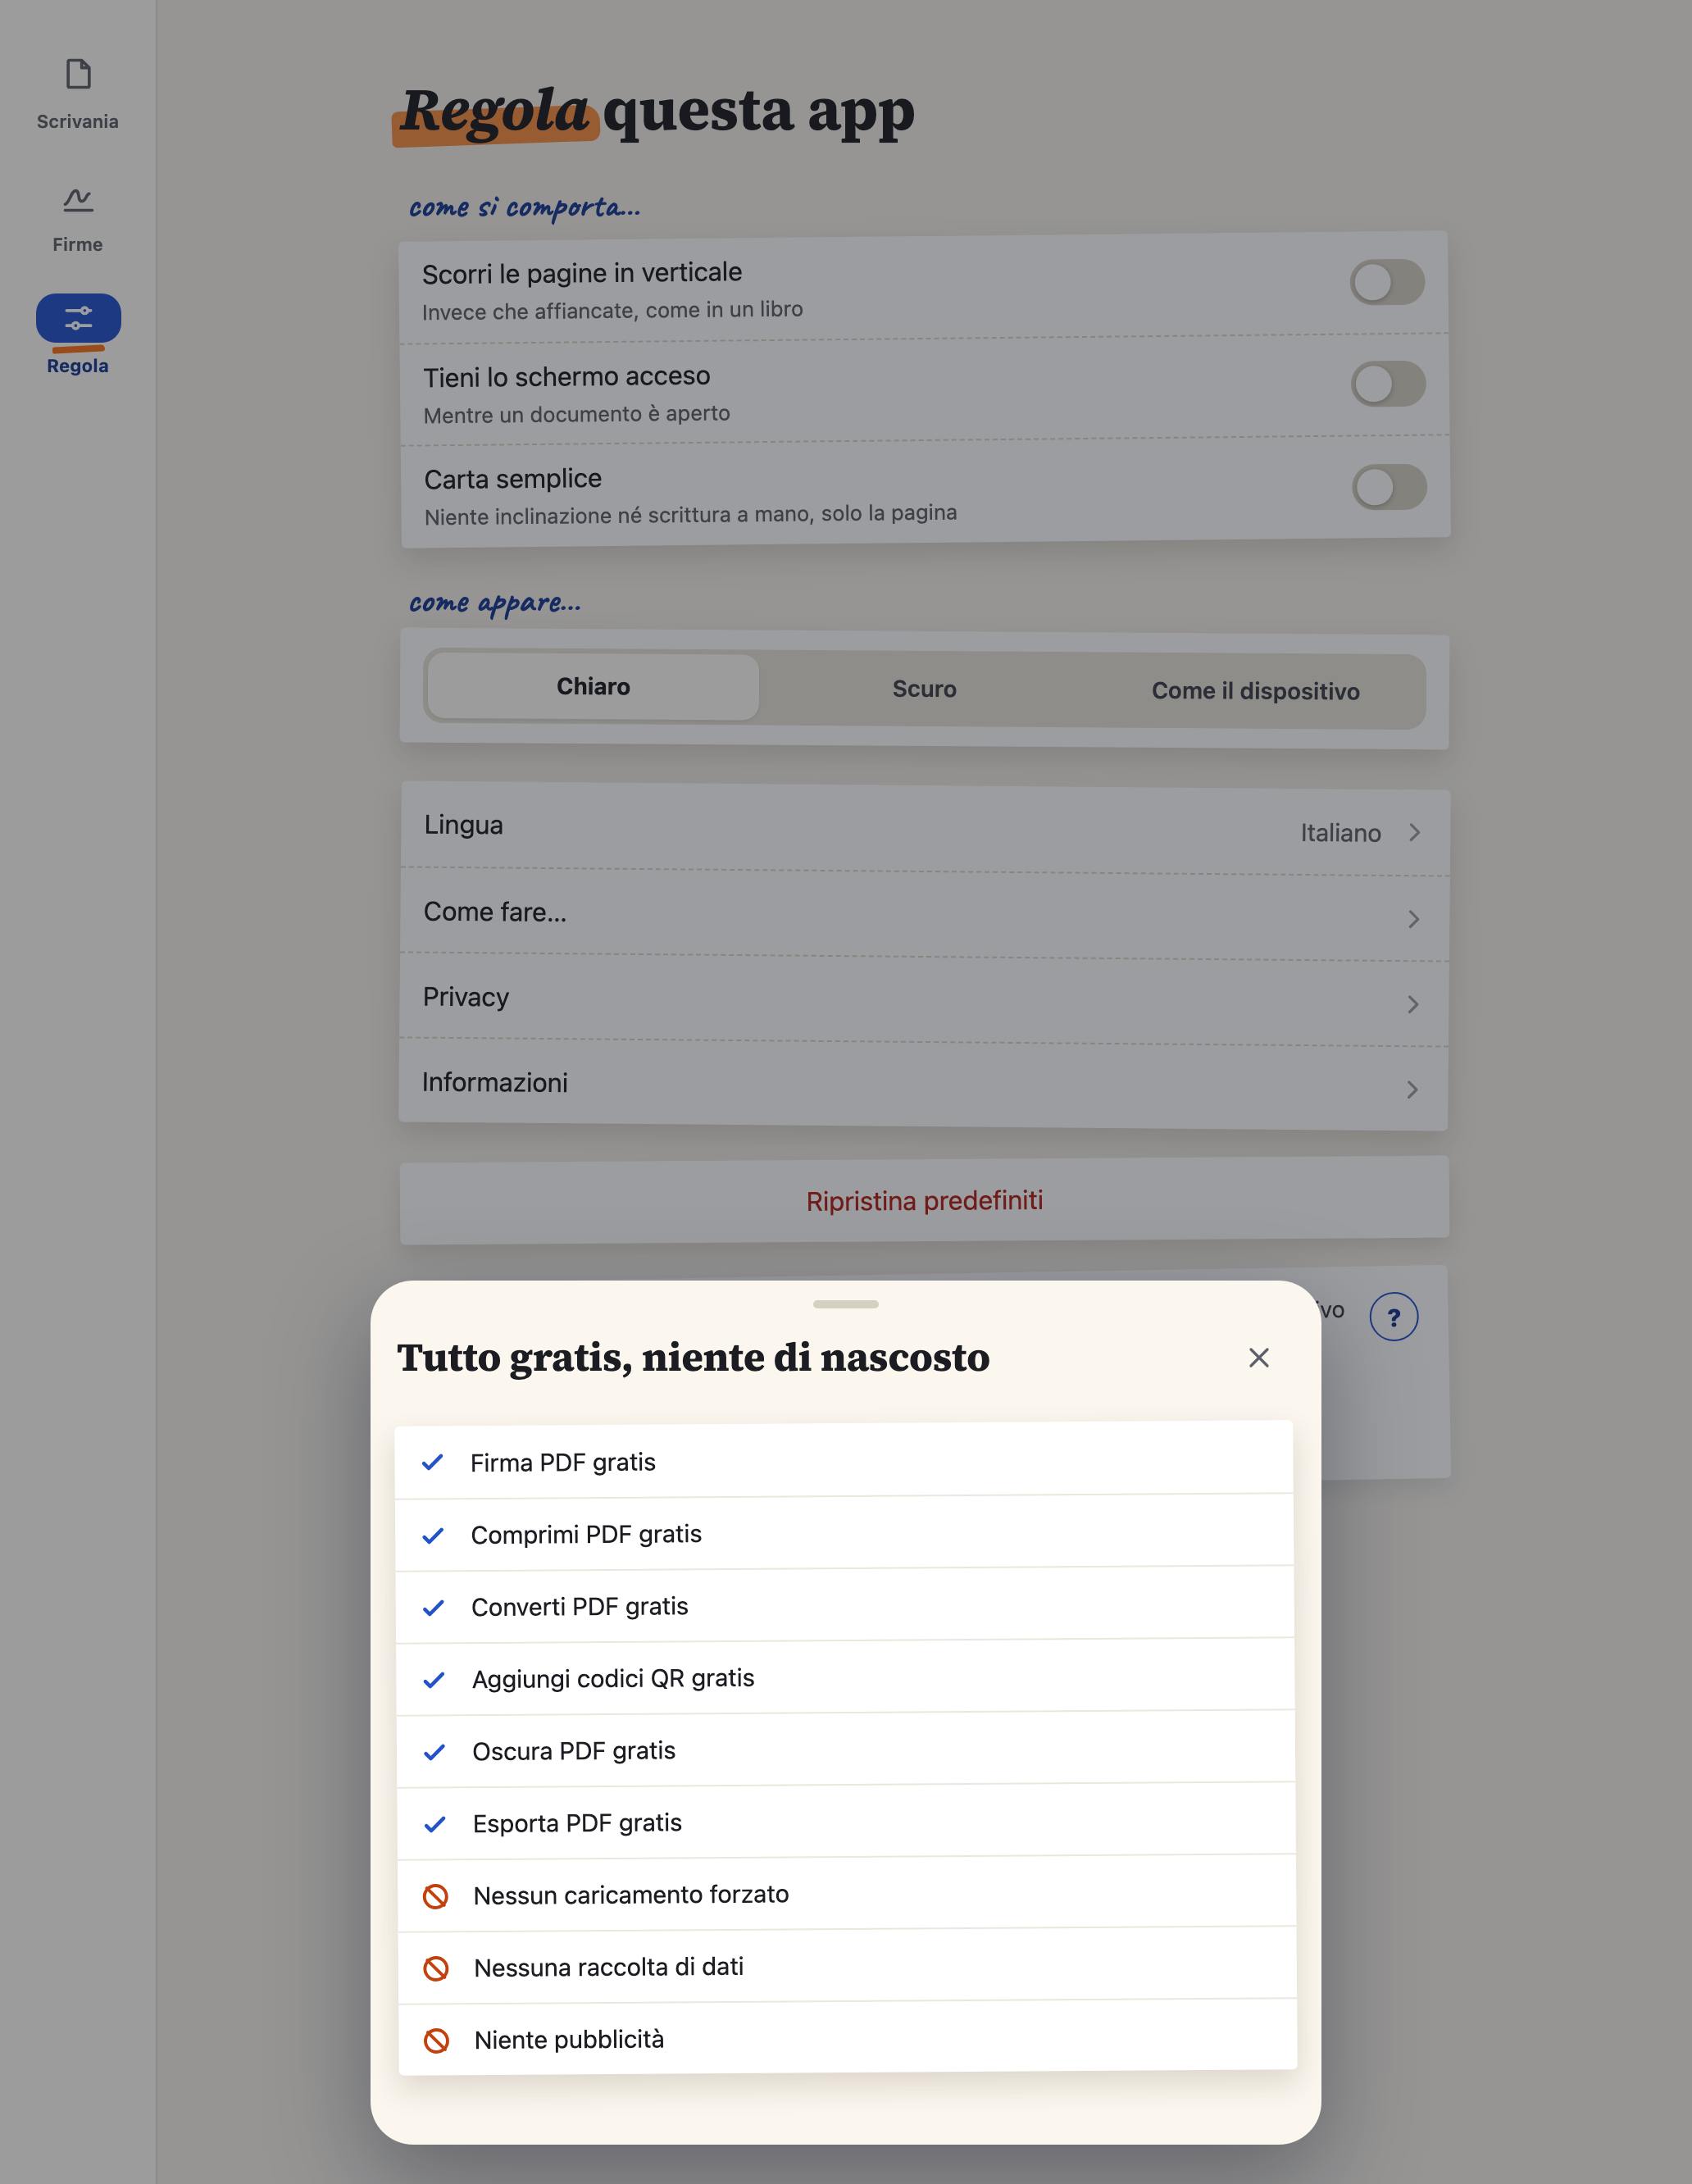 Scrivania
Firme
Regola
Regola questa app
come si comporta...
Scorri le pagine in verticale
Invece che affiancate, come in un libro
Tieni lo schermo acceso
Mentre un documento è aperto
Carta semplice
Niente inclinazione né scrittura a mano, solo la pagina
come appare...
Chiaro
Scuro
Come il dispositivo
Lingua
Italiano
Come fare...
Privacy
Informazioni
Ripristina predefiniti
?
Tutto gratis, niente di nascosto
Firma PDF gratis
Comprimi PDF gratis
Converti PDF gratis
Aggiungi codici QR gratis
Oscura PDF gratis
Esporta PDF gratis
Nessun caricamento forzato
Nessuna raccolta di dati
Niente pubblicità